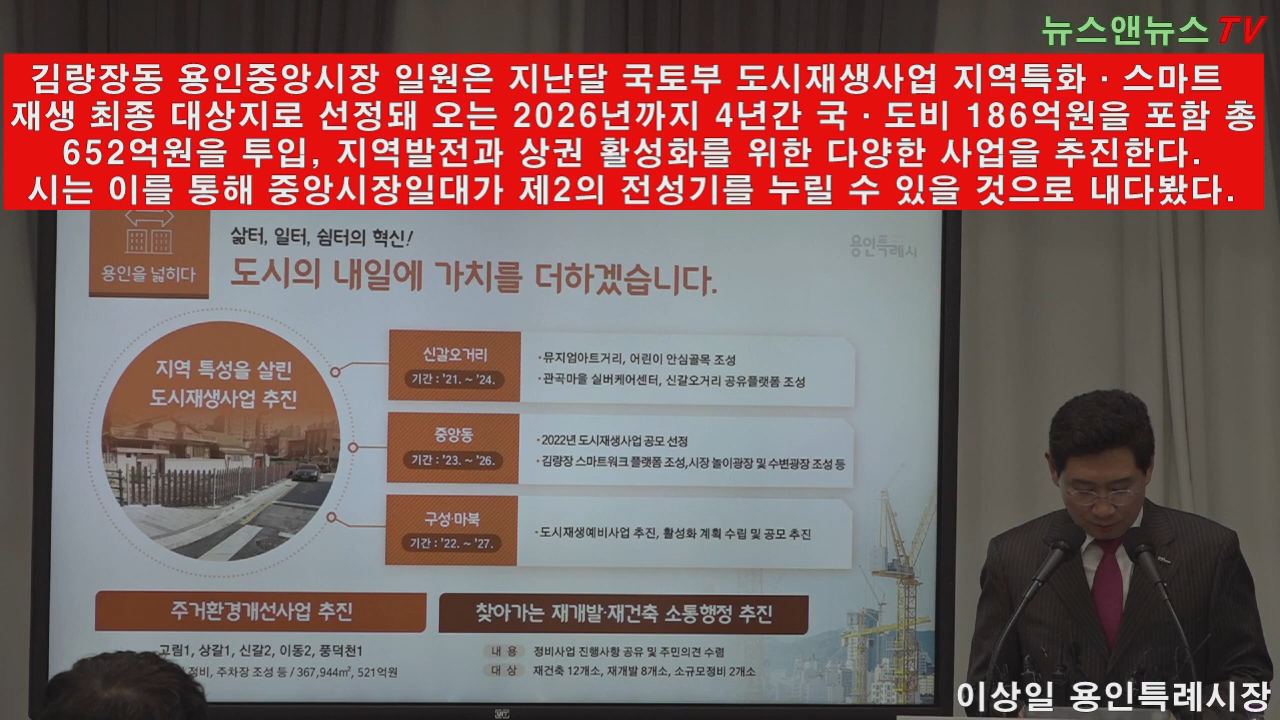 뉴스앤뉴스 TV
김량장동 용인중앙시장 일원은 지난달 국토부 도시재생사업 지역특화 · 스마트
재생 최종 대상지로 선정돼 오는 2026년까지 4년간 국 · 도비 186억원을 포함 총
652억원을 투입, 지역발전과 상권 활성화를 위한 다양한 사업을 추진한다.
시는 이를 통해 중앙시장일대가 제2의 전성기를 누릴 수 있을 것으로 내다봤다.
용인을 넓히다
삶터, 일터, 쉼터의 혁신!
도시의 내일에 가치를 더하겠습니다.
용인특례시
지역 특성을 살린
도시재생사업 추진
신갈오거리
기간 : '21. ~ '24.
· 뮤지엄아트거리, 어린이 안심골목 조성
· 관곡마을 실버케어센터, 신갈오거리 공유플랫폼 조성
중앙동
기간 : '23. ~ '26.
· 2022년 도시재생사업 공모 선정
· 김량장 스마트워크 플랫폼 조성,시장 놀이광장 및 수변광장 조성 등
구성·마북
기간 : '22. ~ '27.
· 도시재생예비사업 추진, 활성화 계획 수립 및 공모 추진
주거환경개선사업 추진
고림1, 상갈1, 신갈2, 이동2, 풍덕천1
정비, 주차장 조성 등 / 367,944㎡, 521억원
찾아가는 재개발·재건축 소통행정 추진
내 용 정비사업 진행사항 공유 및 주민의견 수렴
대 상 재건축 12개소, 재개발 8개소, 소규모정비 2개소
이상일 용인특례시장